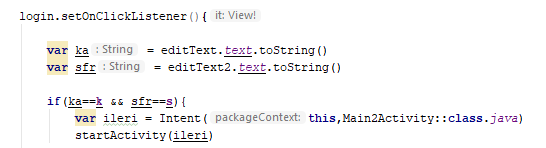 login.setOnClickListener(){ it: View!
var ka : String = editText.text.toString()
var sfr : String = editText2.text.toString()
if(ka==k && sfr==s){
var ileri = Intent( packageContext: this,Main2Activity::class.java)
startActivity(ileri)